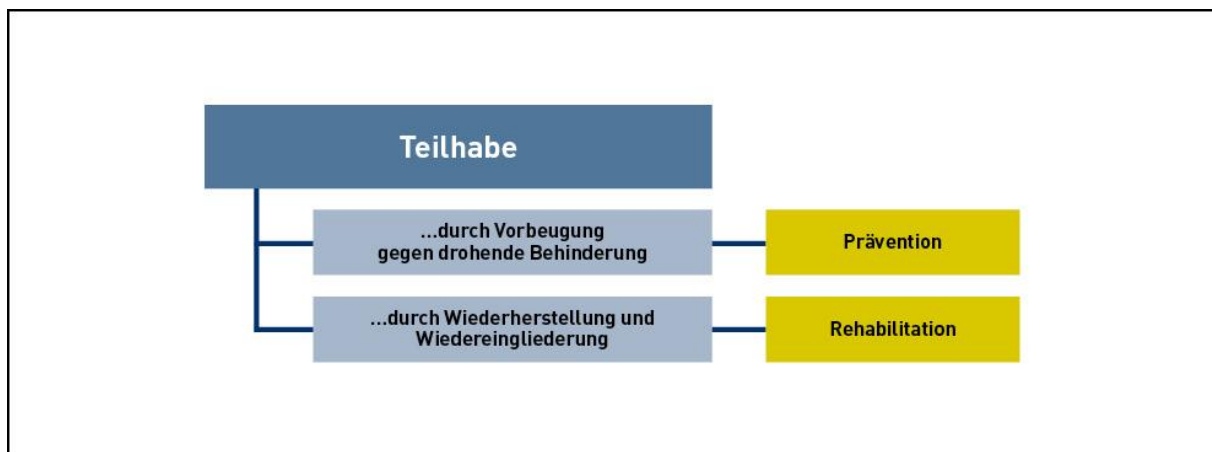 Teilhabe
...durch Vorbeugung
gegen drohende Behinderung
Prävention
...durch Wiederherstellung und
Wiedereingliederung
Rehabilitation